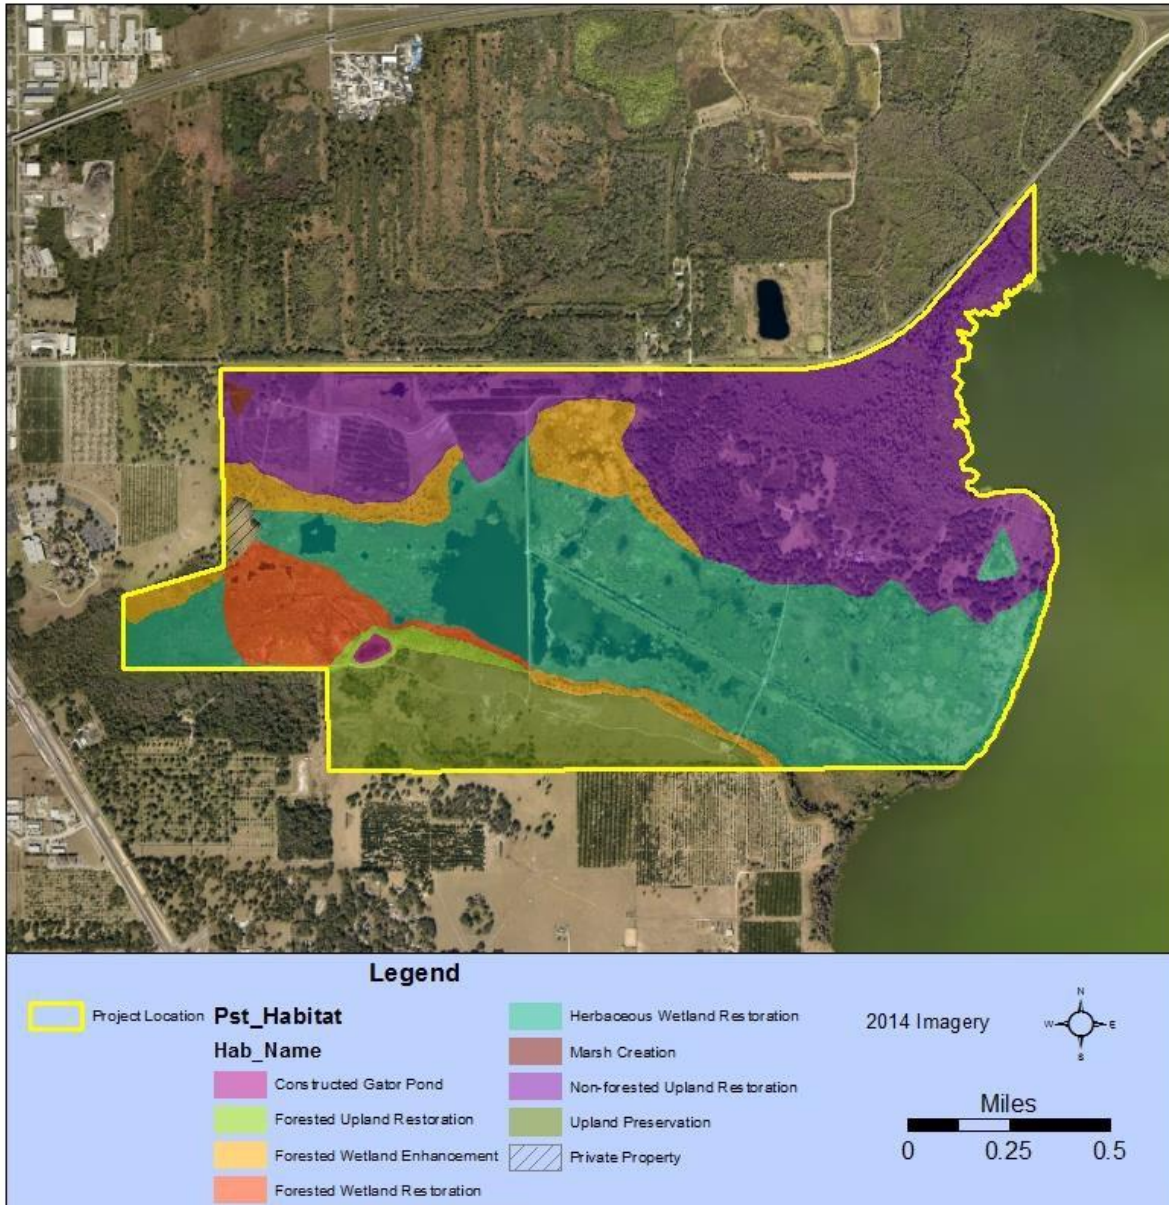 Legend
Project Location
Pst_Habitat
Hab_Name
Constructed Gator Pond
Forested Upland Restoration
Forested Wetland Enhancement
Forested Wetland Restoration
Herbaceous Wetland Restoration
Marsh Creation
Non-forested Upland Restoration
Upland Preservation
Private Property
2014 Imagery
N
W E
S
Miles
0 0.25 0.5